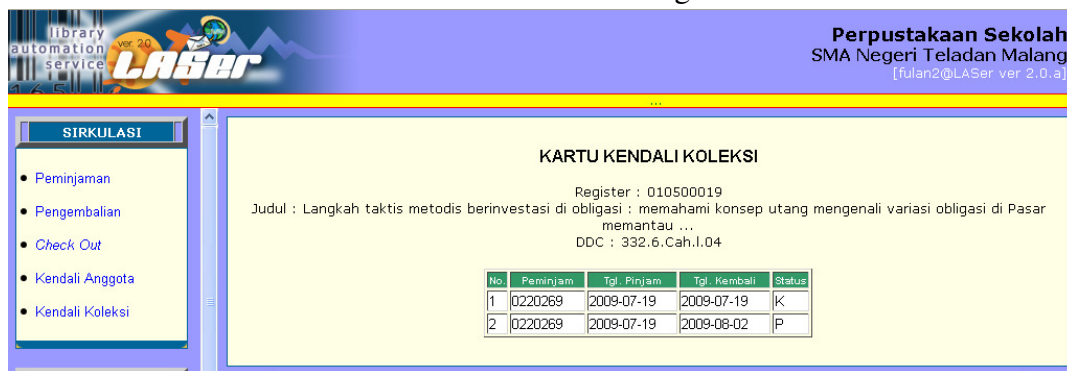 library
automation
service
ver. 2.0
LASer
Perpustakaan Sekolah
SMA Negeri Teladan Malang
[fulan2@LASer ver 2.0.a]
...
SIRKULASI
Peminjaman
Pengembalian
Check Out
Kendali Anggota
Kendali Koleksi
KARTU KENDALI KOLEKSI
Register : 010500019
Judul : Langkah taktis metodis berinvestasi di obligasi : memahami konsep utang mengenali variasi obligasi di Pasar
memantau ...
DDC : 332.6.Cah.l.04
No. Peminjam Tgl. Pinjam Tgl. Kembali Status
1 0220269 2009-07-19 2009-07-19 K
2 0220269 2009-07-19 2009-08-02 P